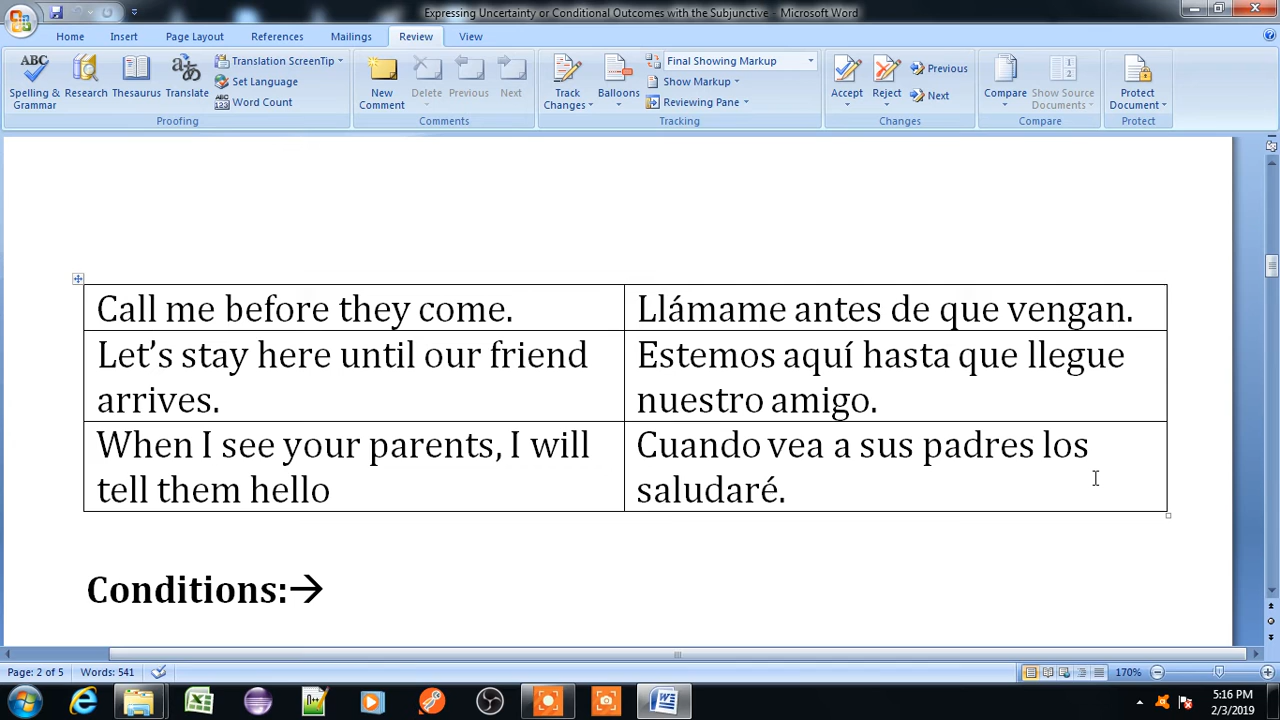 Expressing Uncertainty or Conditional Outcomes with the Subjunctive - Microsoft Word
Home Insert Page Layout References Mailings Review View
ABC Spelling & Grammar
Research
Thesaurus
Translate
Translation ScreenTip
Set Language
ABC 123 Word Count
Proofing
New Comment
Delete
Previous
Next
Comments
Track Changes
Balloons
Final Showing Markup
Show Markup
Reviewing Pane
Tracking
Accept
Reject
Previous
Next
Changes
Compare
Show Source Documents
Compare
Protect Document
Protect
Call me before they come.
Llámame antes de que vengan.
Let’s stay here until our friend
arrives.
Estemos aquí hasta que llegue
nuestro amigo.
When I see your parents, I will
tell them hello
Cuando vea a sus padres los
saludaré.
Conditions:→
Page: 2 of 5 Words: 541 170%
5:16 PM
2/3/2019